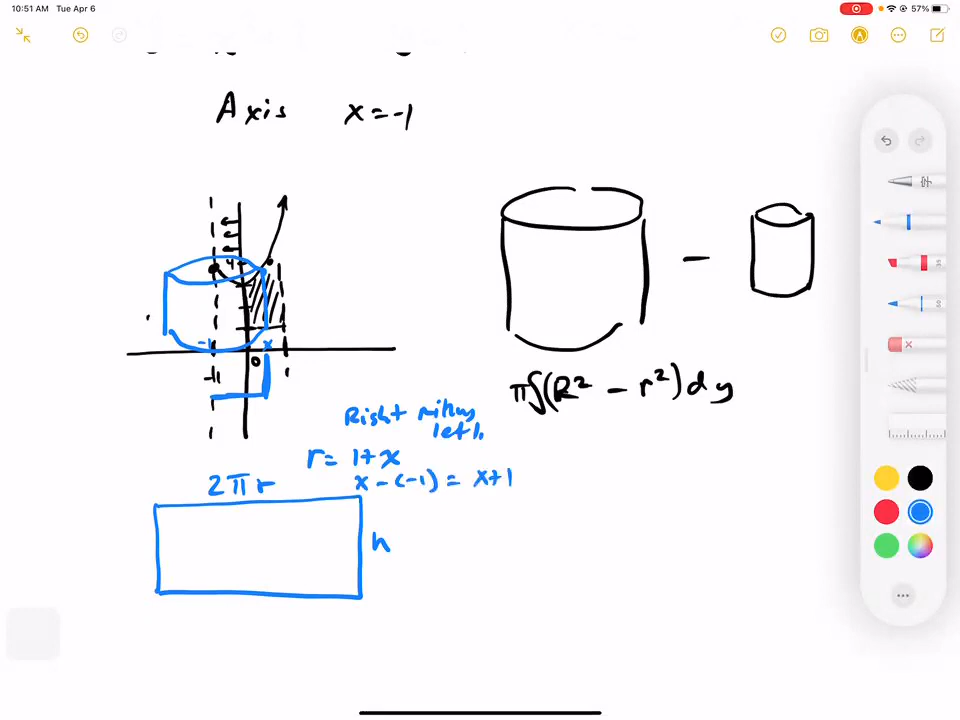 10:51 AM Tue Apr 6
57%
Axis x=-1
4
-1 x
0
-1
π∫(R² - r²)dy
Right minus
left.
r= 1+x
x-(-1) = x+1
2πr
h